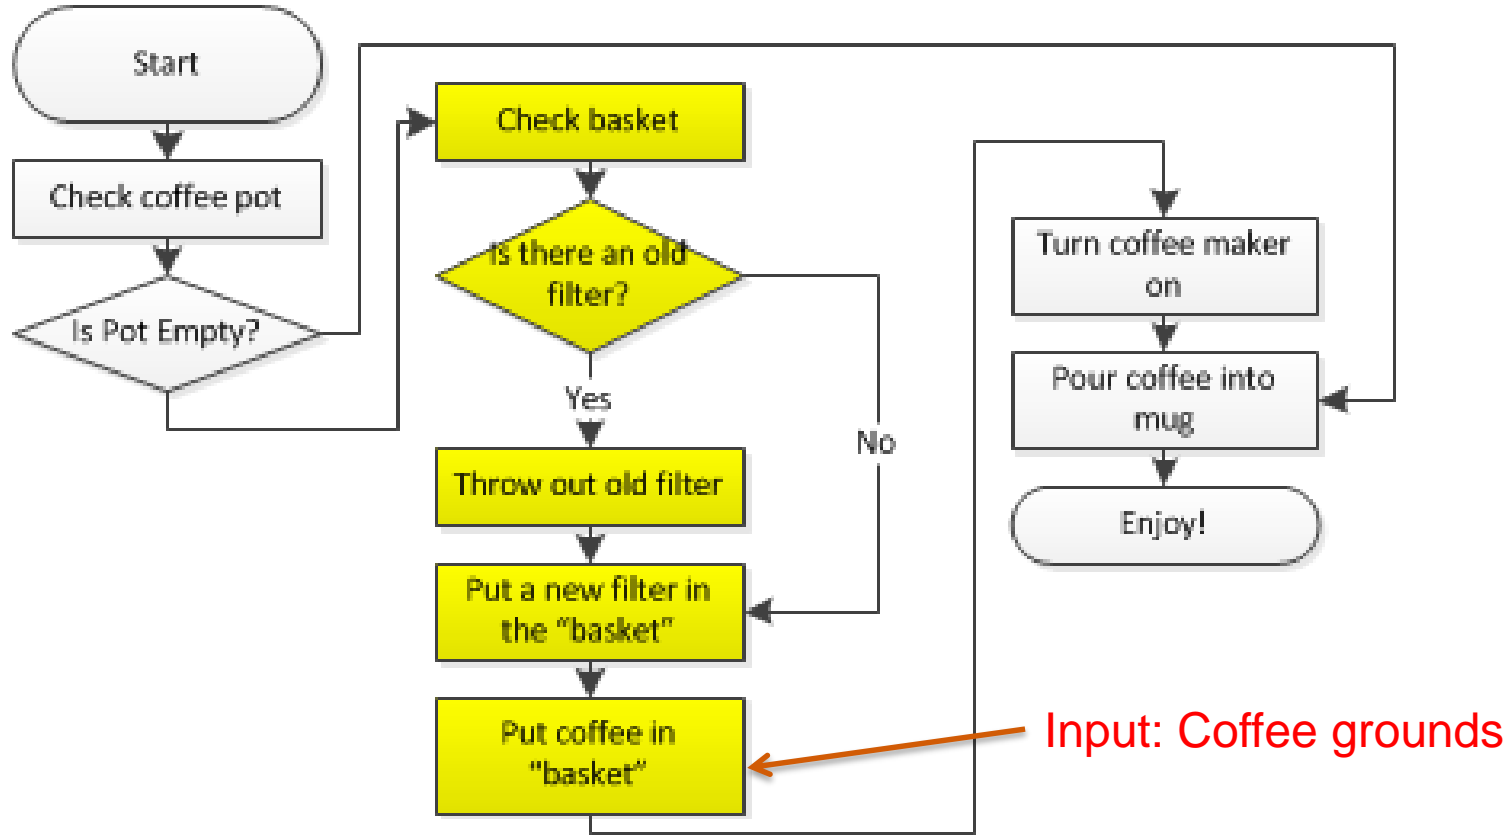 Start
Check coffee pot
Is Pot Empty?
Check basket
Is there an old
filter?
Yes
No
Throw out old filter
Put a new filter in
the “basket“
Put coffee in
"basket”
Input: Coffee grounds
Turn coffee maker
on
Pour coffee into
mug
Enjoy!